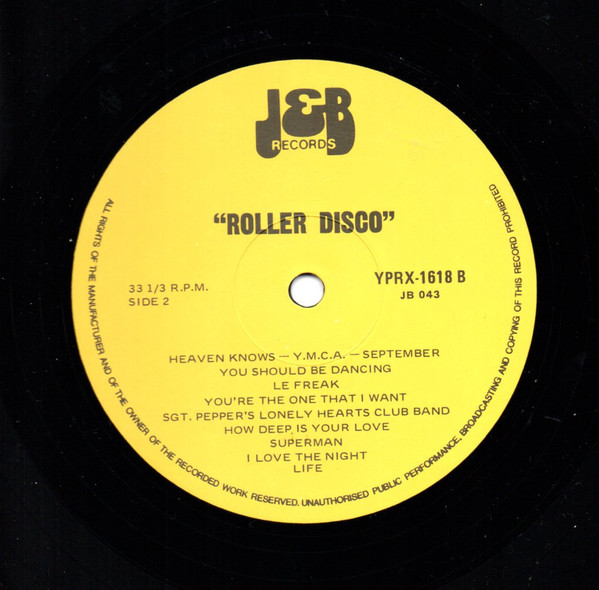 J&B
RECORDS
"ROLLER DISCO"
33 1/3 R.P.M.
SIDE 2
YPRX-1618 B
JB 043
HEAVEN KNOWS — Y.M.C.A. — SEPTEMBER
YOU SHOULD BE DANCING
LE FREAK
YOU'RE THE ONE THAT I WANT
SGT. PEPPER'S LONELY HEARTS CLUB BAND
HOW DEEP IS YOUR LOVE
SUPERMAN
I LOVE THE NIGHT
LIFE
ALL RIGHTS OF THE MANUFACTURER AND OF THE OWNER OF THE RECORDED WORK RESERVED. UNAUTHORISED PUBLIC PERFORMANCE, BROADCASTING AND COPYING OF THIS RECORD PROHIBITED